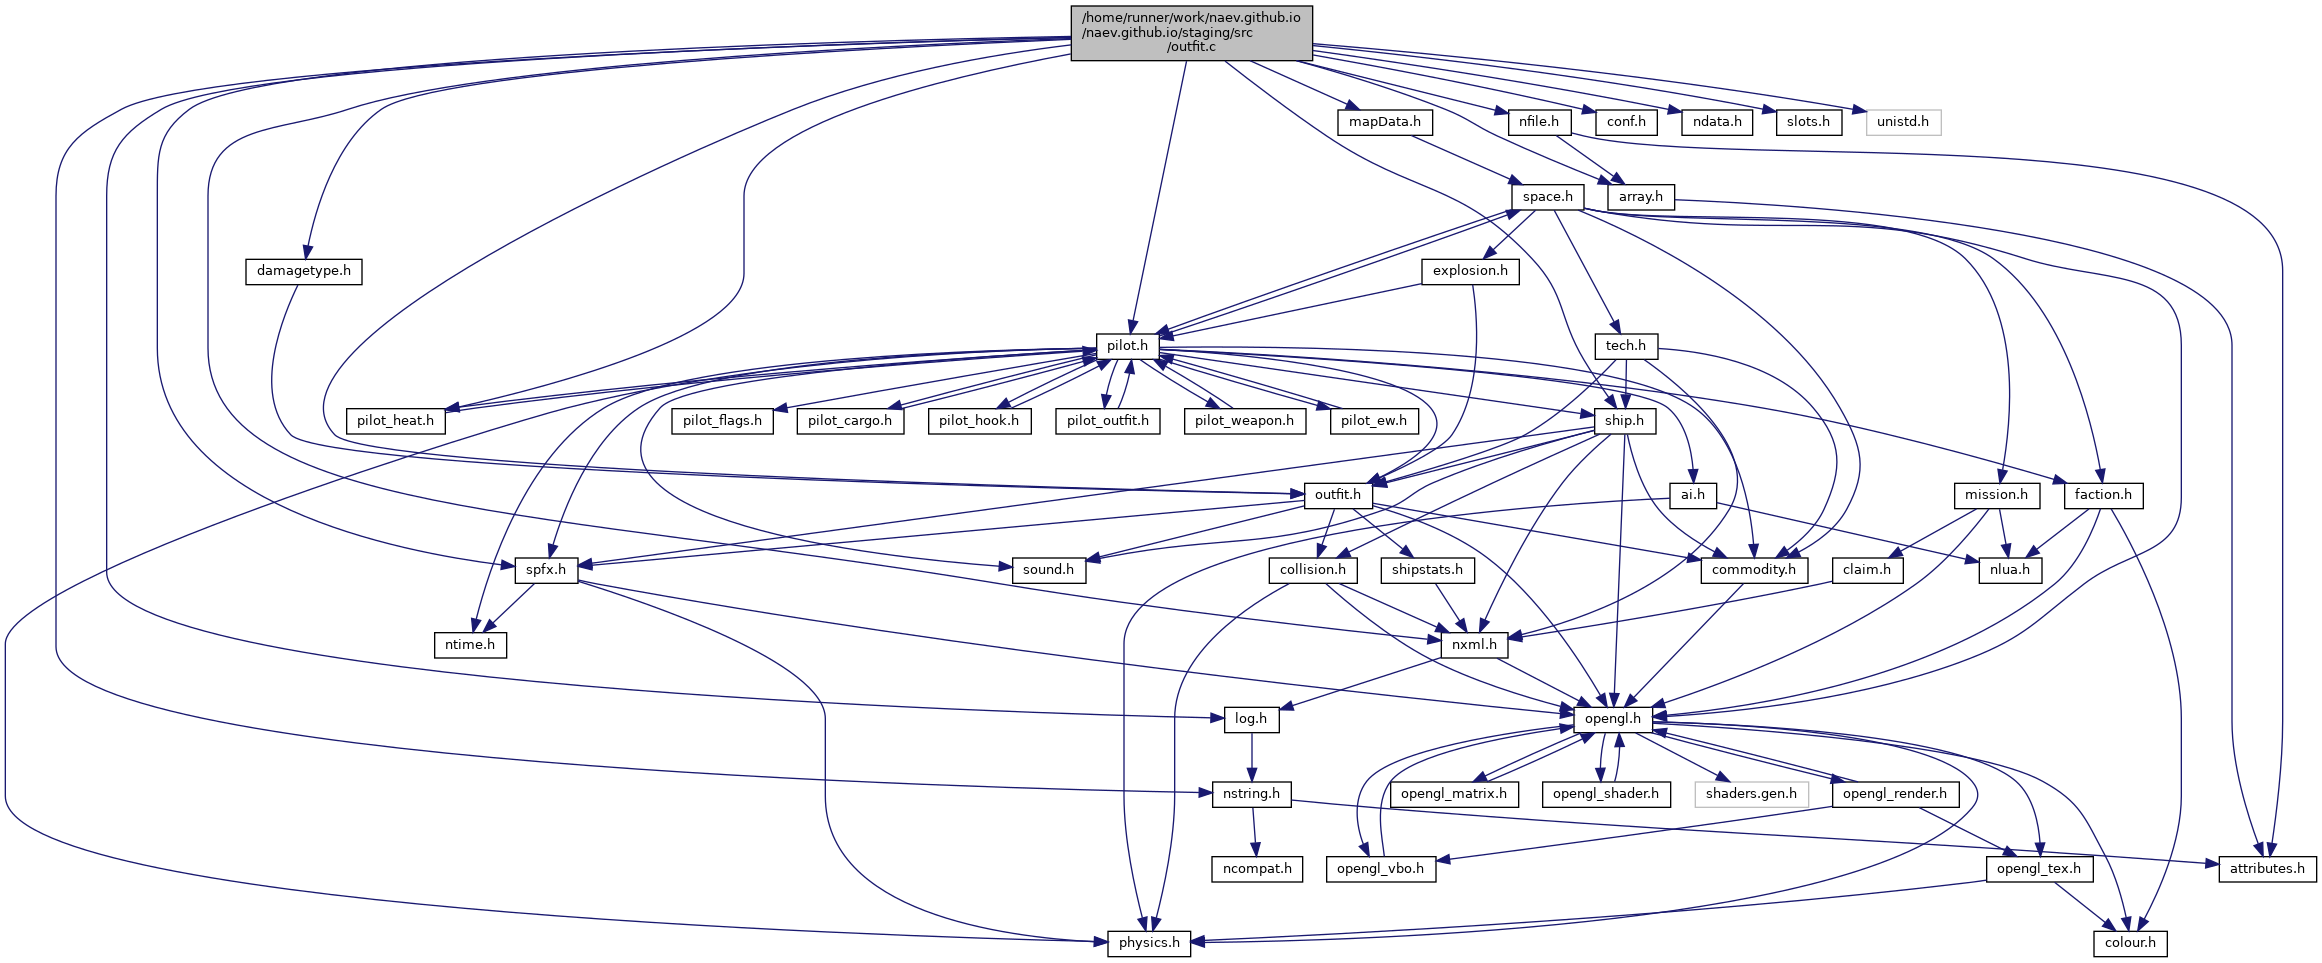 /home/runner/work/naev.github.io
/naev.github.io/staging/src
/outfit.c
mapData.h
nfile.h
conf.h
ndata.h
slots.h
unistd.h
space.h
array.h
damagetype.h
explosion.h
pilot.h
tech.h
pilot_heat.h
pilot_flags.h
pilot_cargo.h
pilot_hook.h
pilot_outfit.h
pilot_weapon.h
pilot_ew.h
ship.h
outfit.h
ai.h
mission.h
faction.h
spfx.h
sound.h
collision.h
shipstats.h
commodity.h
claim.h
nlua.h
ntime.h
nxml.h
log.h
opengl.h
nstring.h
opengl_matrix.h
opengl_shader.h
shaders.gen.h
opengl_render.h
ncompat.h
opengl_vbo.h
opengl_tex.h
attributes.h
physics.h
colour.h